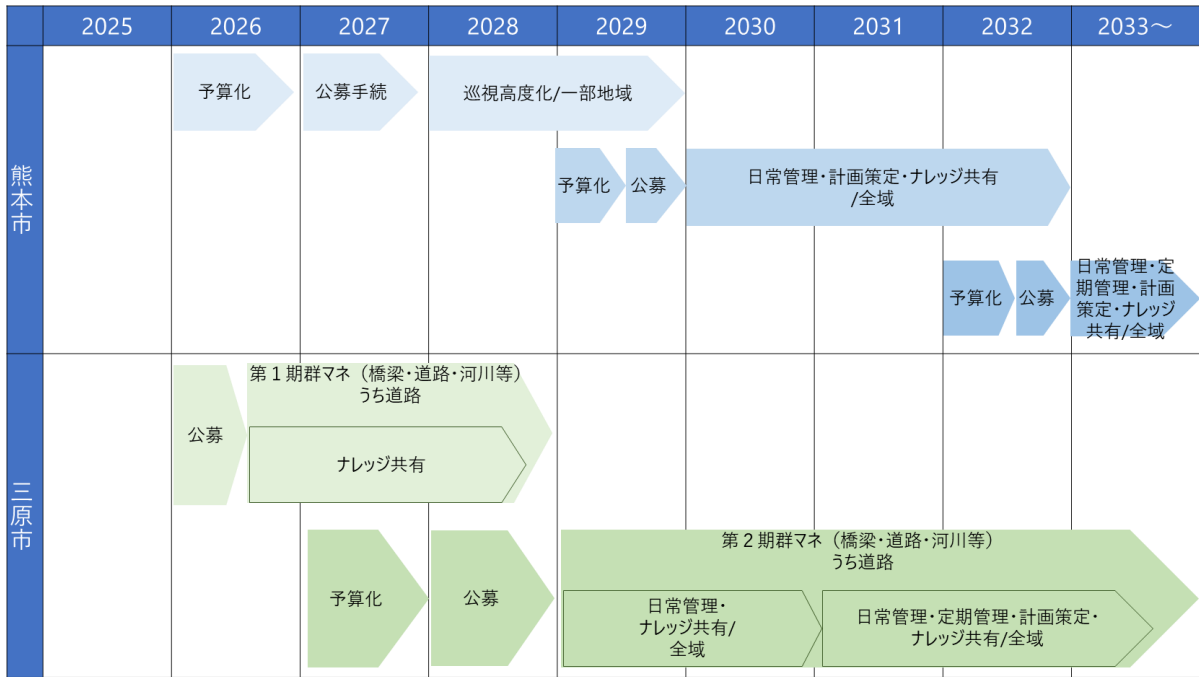 2025
2026
2027
2028
2029
2030
2031
2032
2033～
熊本市
予算化
公募手続
巡視高度化/一部地域
予算化
公募
日常管理・計画策定・ナレッジ共有
/全域
予算化
公募
日常管理・定
期管理・計画
策定・ナレッジ
共有/全域
三原市
公募
第１期群マネ（橋梁・道路・河川等）
うち道路
ナレッジ共有
予算化
公募
第２期群マネ（橋梁・道路・河川等）
うち道路
日常管理・
ナレッジ共有/
全域
日常管理・定期管理・計画策定・
ナレッジ共有/全域